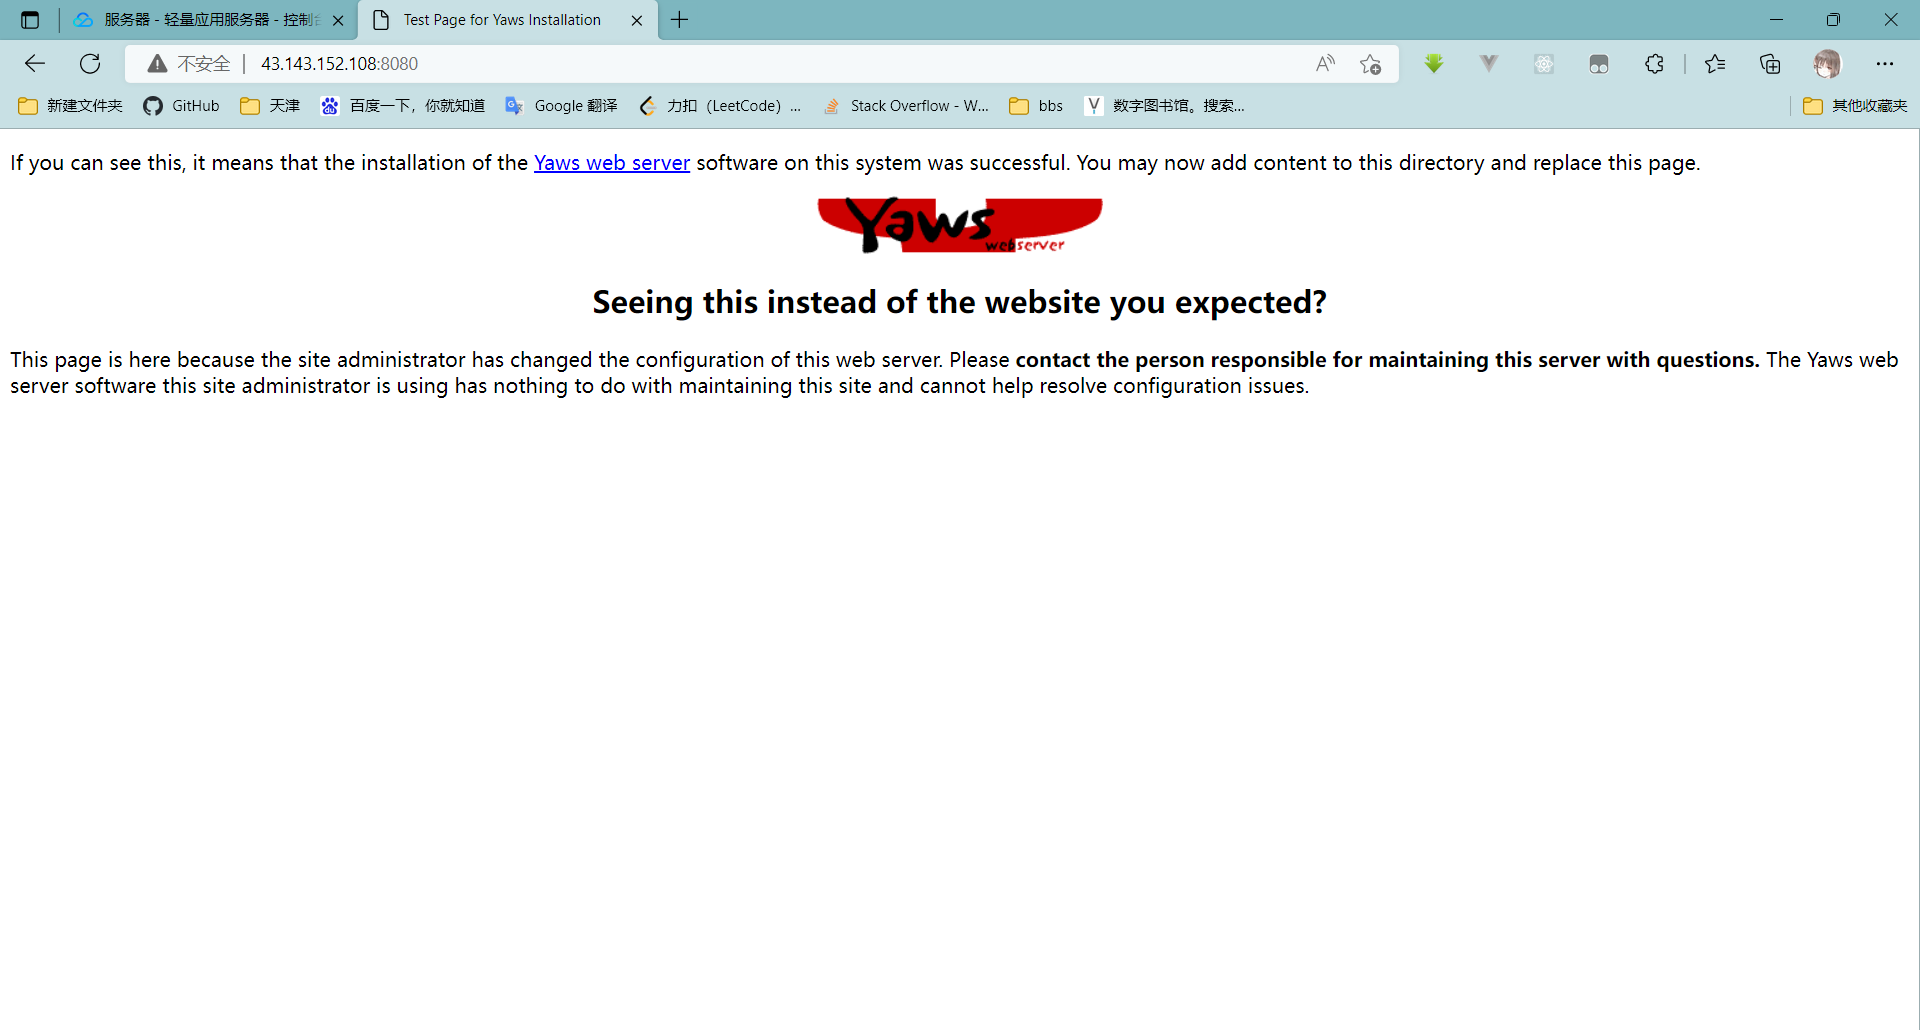 服务器 - 轻量应用服务器 - 控制台
Test Page for Yaws Installation
不安全
43.143.152.108:8080
新建文件夹
GitHub
天津
百度一下，你就知道
Google 翻译
力扣（LeetCode）...
Stack Overflow - W...
bbs
数字图书馆。搜索...
其他收藏夹
If you can see this, it means that the installation of the Yaws web server software on this system was successful. You may now add content to this directory and replace this page.
Yaws
webserver
Seeing this instead of the website you expected?
This page is here because the site administrator has changed the configuration of this web server. Please contact the person responsible for maintaining this server with questions. The Yaws web
server software this site administrator is using has nothing to do with maintaining this site and cannot help resolve configuration issues.